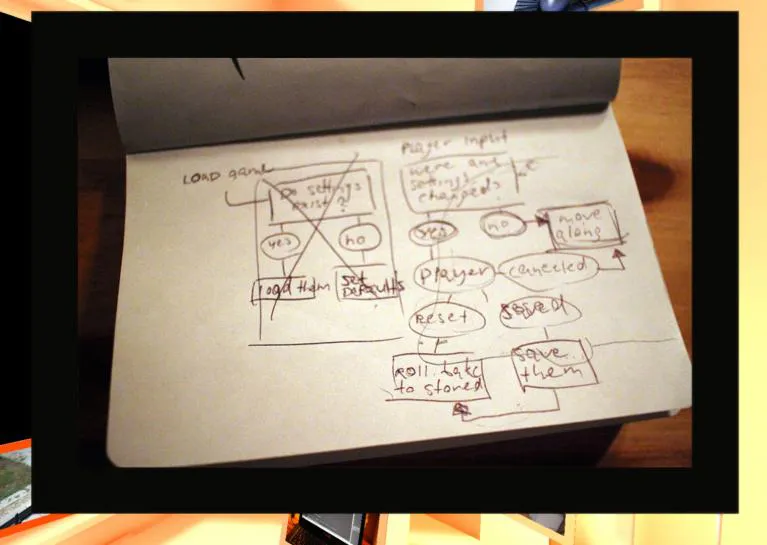 LOAD game
Do settings
exist?
yes
no
load them
Set
Defaults
Player input
were any
settings
changed?
yes
no
move
along
player
canceled
reset
saved
Roll back
to stored
save
them